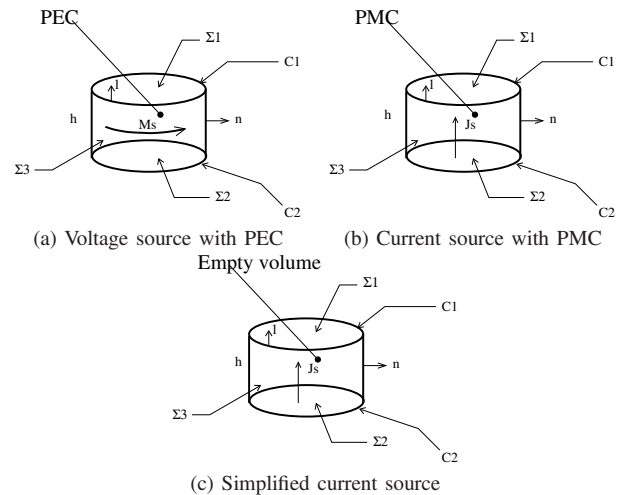 PEC
Σ1
C1
l
h
Ms
n
Σ3
Σ2
C2
(a) Voltage source with PEC
PMC
Σ1
C1
l
h
Js
n
Σ3
Σ2
C2
(b) Current source with PMC
Empty volume
Σ1
C1
l
h
Js
n
Σ3
Σ2
C2
(c) Simplified current source